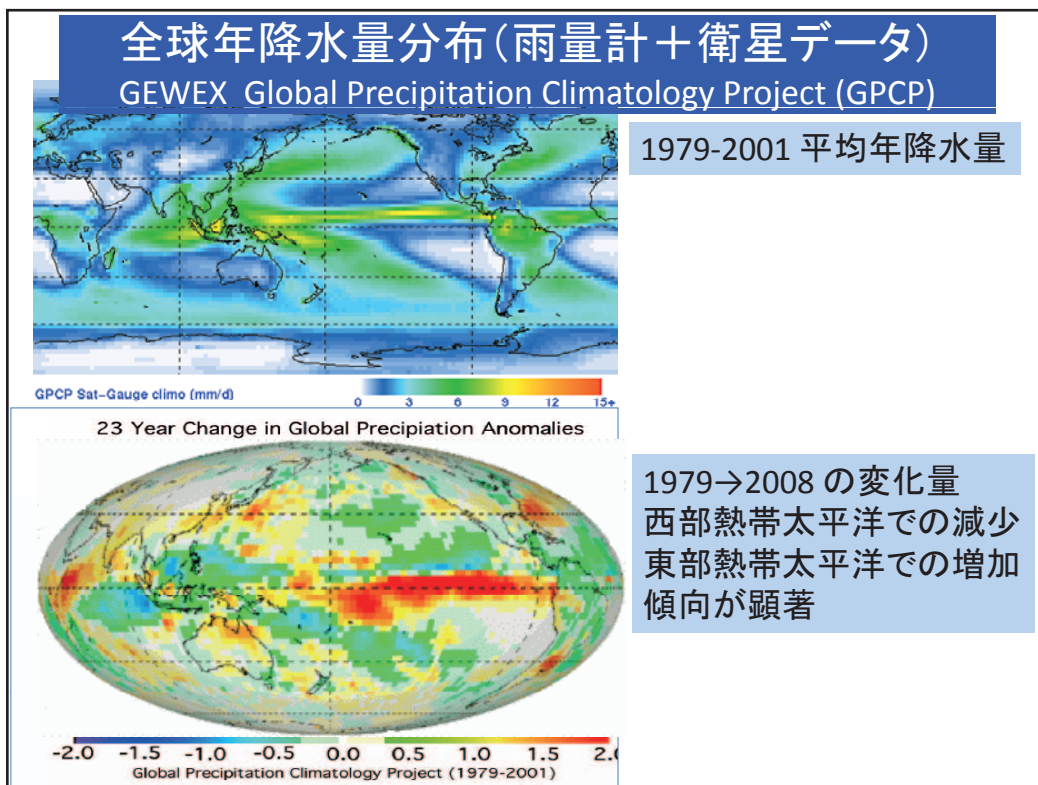 全球年降水量分布(雨量計＋衛星データ)
GEWEX Global Precipitation Climatology Project (GPCP)
1979-2001 平均年降水量
GPCP Sat-Gauge climo (mm/d)
0 3 6 9 12 15+
23 Year Change in Global Precipiation Anomalies
1979→2008 の変化量
西部熱帯太平洋での減少
東部熱帯太平洋での増加
傾向が顕著
-2.0 -1.5 -1.0 -0.5 0.0 0.5 1.0 1.5 2.
Global Precipitation Climatology Project (1979-2001)